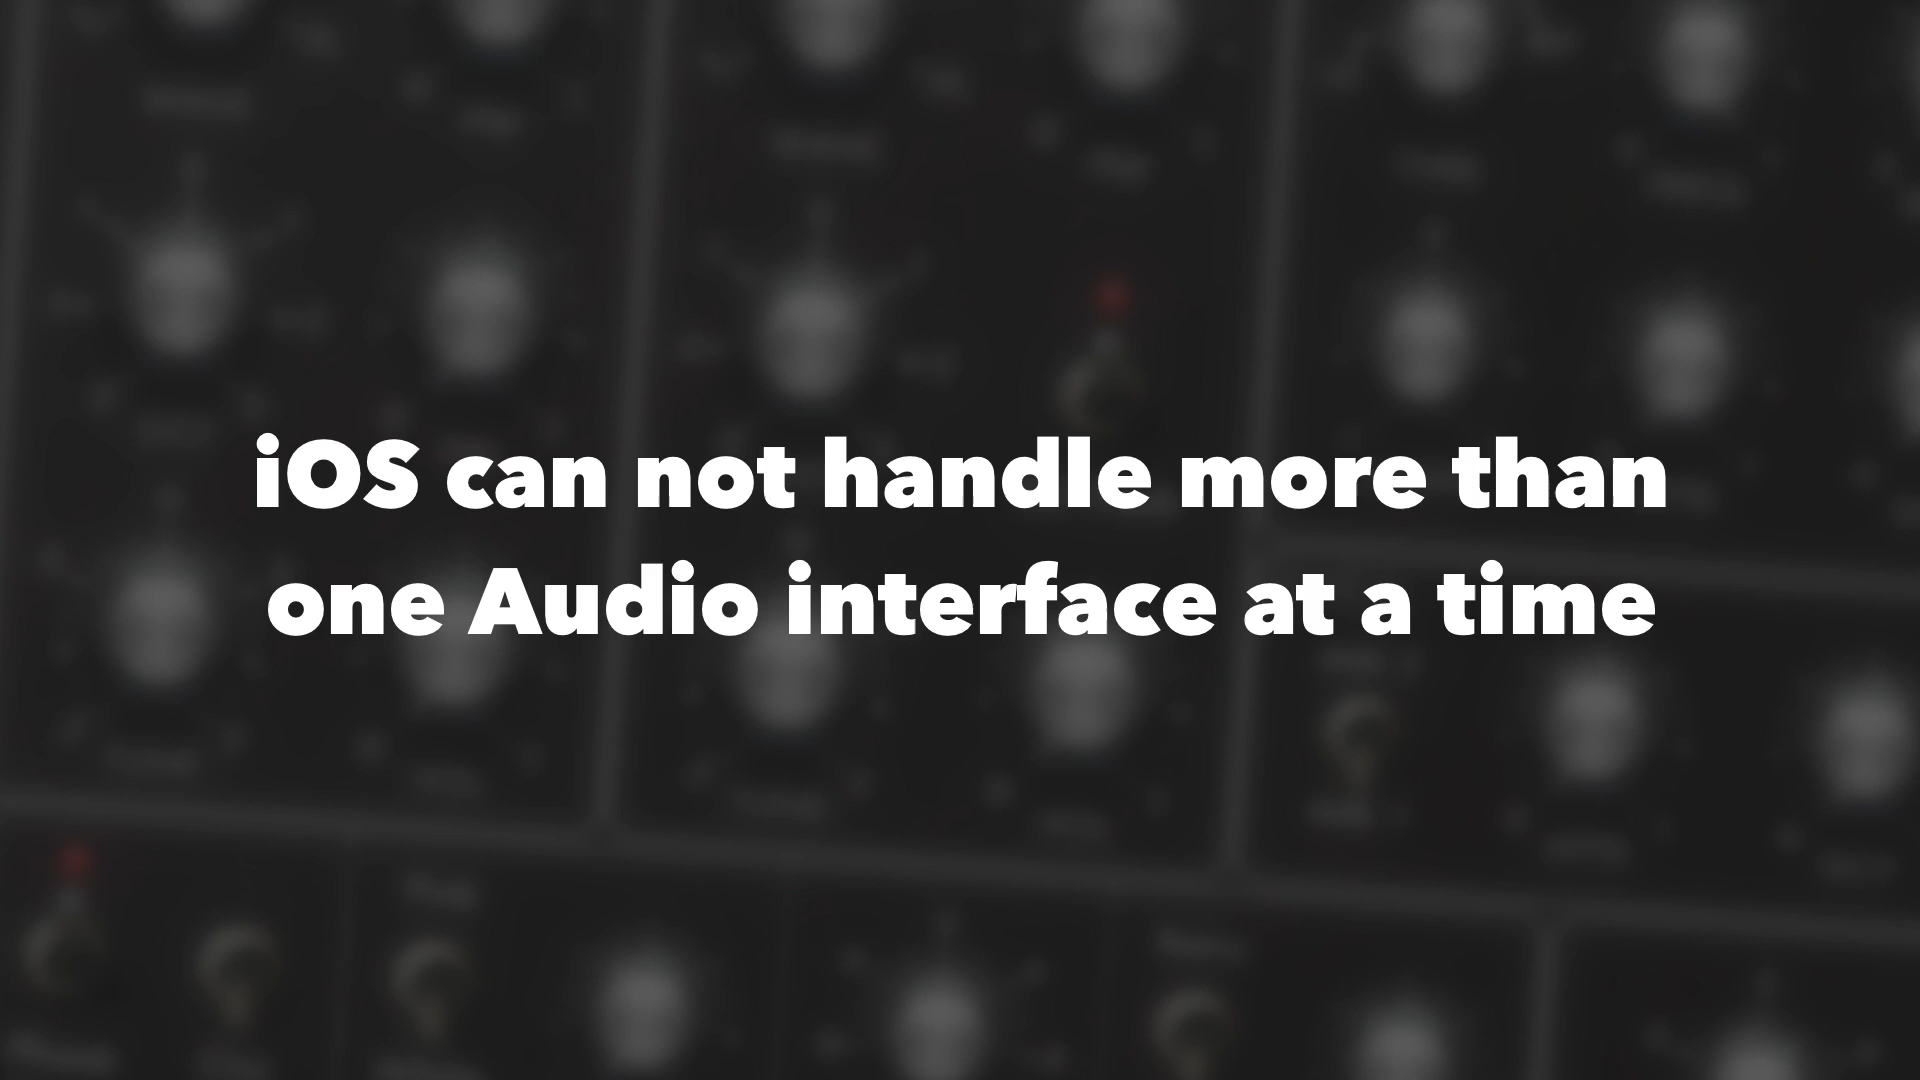 iOS can not handle more than
one Audio interface at a time